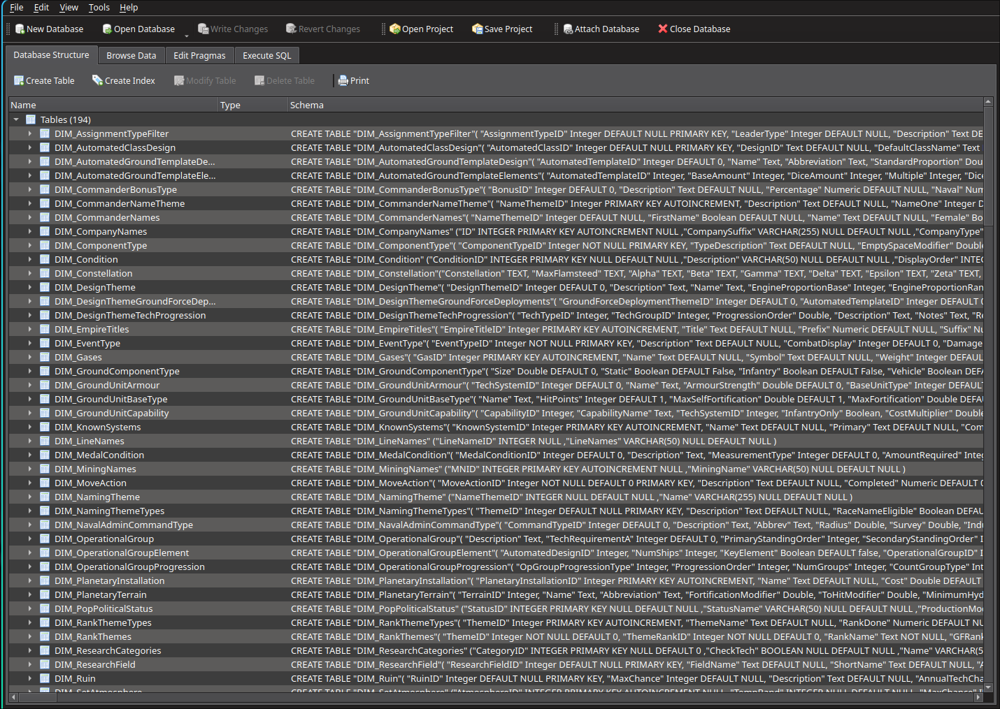 File Edit View Tools Help
New Database Open Database Write Changes Revert Changes Open Project Save Project Attach Database Close Database
Database Structure Browse Data Edit Pragmas Execute SQL
Create Table Create Index Modify Table Delete Table Print
Name Type Schema
Tables (194)
DIM_AssignmentTypeFilter CREATE TABLE "DIM_AssignmentTypeFilter"( "AssignmentTypeID" Integer DEFAULT NULL PRIMARY KEY, "LeaderType" Integer DEFAULT NULL, "Description" Text DE
DIM_AutomatedClassDesign CREATE TABLE "DIM_AutomatedClassDesign"( "AutomatedClassID" Integer DEFAULT NULL PRIMARY KEY, "DesignID" Text DEFAULT NULL, "DefaultClassName" Text
DIM_AutomatedGroundTemplateDe... CREATE TABLE "DIM_AutomatedGroundTemplateDesign"( "AutomatedTemplateID" Integer DEFAULT 0, "Name" Text, "Abbreviation" Text, "StandardProportion" Dou
DIM_AutomatedGroundTemplateEle... CREATE TABLE "DIM_AutomatedGroundTemplateElements"( "AutomatedTemplateID" Integer, "BaseAmount" Integer, "DiceAmount" Integer, "Multiple" Integer, "Dice
DIM_CommanderBonusType CREATE TABLE "DIM_CommanderBonusType"( "BonusID" Integer DEFAULT 0, "Description" Text DEFAULT NULL, "Percentage" Numeric DEFAULT NULL, "Naval" Num
DIM_CommanderNameTheme CREATE TABLE "DIM_CommanderNameTheme"( "NameThemeID" Integer PRIMARY KEY AUTOINCREMENT, "Description" Text DEFAULT NULL, "NameOne" Integer D
DIM_CommanderNames CREATE TABLE "DIM_CommanderNames"( "NameThemeID" Integer DEFAULT NULL, "FirstName" Boolean DEFAULT NULL, "Name" Text DEFAULT NULL, "Female" Bo
DIM_CompanyNames CREATE TABLE "DIM_CompanyNames" ("ID" INTEGER PRIMARY KEY AUTOINCREMENT NULL ,"CompanySuffix" VARCHAR(255) NULL DEFAULT NULL ,"CompanyType"
DIM_ComponentType CREATE TABLE "DIM_ComponentType"( "ComponentTypeID" Integer NOT NULL PRIMARY KEY, "TypeDescription" Text DEFAULT NULL, "EmptySpaceModifier" Double
DIM_Condition CREATE TABLE "DIM_Condition" ("ConditionID" INTEGER PRIMARY KEY NULL DEFAULT NULL ,"Description" VARCHAR(50) NULL DEFAULT NULL ,"DisplayOrder" INTEG
DIM_Constellation CREATE TABLE "DIM_Constellation"("Constellation" TEXT, "MaxFlamsteed" TEXT, "Alpha" TEXT, "Beta" TEXT, "Gamma" TEXT, "Delta" TEXT, "Epsilon" TEXT, "Zeta" TEXT,
DIM_DesignTheme CREATE TABLE "DIM_DesignTheme"( "DesignThemeID" Integer DEFAULT 0, "Description" Text, "Name" Text, "EngineProportionBase" Integer, "EngineProportionRan
DIM_DesignThemeGroundForceDep... CREATE TABLE "DIM_DesignThemeGroundForceDeployments"( "GroundForceDeploymentThemeID" Integer DEFAULT 0, "AutomatedTemplateID" Integer DEFAULT 0
DIM_DesignThemeTechProgression CREATE TABLE "DIM_DesignThemeTechProgression"( "TechTypeID" Integer, "TechGroupID" Integer, "ProgressionOrder" Double, "Description" Text, "Notes" Text, "Re
DIM_EmpireTitles CREATE TABLE "DIM_EmpireTitles"( "EmpireTitleID" Integer PRIMARY KEY AUTOINCREMENT, "Title" Text DEFAULT NULL, "Prefix" Numeric DEFAULT NULL, "Suffix" Nu
DIM_EventType CREATE TABLE "DIM_EventType"( "EventTypeID" Integer NOT NULL PRIMARY KEY, "Description" Text DEFAULT NULL, "CombatDisplay" Integer DEFAULT 0, "Damage
DIM_Gases CREATE TABLE "DIM_Gases"( "GasID" Integer PRIMARY KEY AUTOINCREMENT, "Name" Text DEFAULT NULL, "Symbol" Text DEFAULT NULL, "Weight" Integer DEFAUL
DIM_GroundComponentType CREATE TABLE "DIM_GroundComponentType"( "Size" Double DEFAULT 0, "Static" Boolean DEFAULT False, "Infantry" Boolean DEFAULT False, "Vehicle" Boolean DEF
DIM_GroundUnitArmour CREATE TABLE "DIM_GroundUnitArmour"( "TechSystemID" Integer DEFAULT 0, "Name" Text, "ArmourStrength" Double DEFAULT 0, "BaseUnitType" Integer DEFAUL
DIM_GroundUnitBaseType CREATE TABLE "DIM_GroundUnitBaseType"( "Name" Text, "HitPoints" Integer DEFAULT 1, "MaxSelfFortification" Double DEFAULT 1, "MaxFortification" Double DEFAU
DIM_GroundUnitCapability CREATE TABLE "DIM_GroundUnitCapability"( "CapabilityID" Integer, "CapabilityName" Text, "TechSystemID" Integer, "InfantryOnly" Boolean, "CostMultiplier" Double
DIM_KnownSystems CREATE TABLE "DIM_KnownSystems"( "KnownSystemID" Integer PRIMARY KEY AUTOINCREMENT, "Name" Text DEFAULT NULL, "Primary" Text DEFAULT NULL, "Com
DIM_LineNames CREATE TABLE "DIM_LineNames" ("LineNameID" INTEGER NULL ,"LineNames" VARCHAR(50) NULL DEFAULT NULL )
DIM_MedalCondition CREATE TABLE "DIM_MedalCondition"( "MedalConditionID" Integer DEFAULT 0, "Description" Text, "MeasurementType" Integer DEFAULT 0, "AmountRequired" Integ
DIM_MiningNames CREATE TABLE "DIM_MiningNames" ("MNID" INTEGER PRIMARY KEY AUTOINCREMENT NULL ,"MiningName" VARCHAR(50) NULL DEFAULT NULL )
DIM_MoveAction CREATE TABLE "DIM_MoveAction"( "MoveActionID" Integer NOT NULL DEFAULT 0 PRIMARY KEY, "Description" Text DEFAULT NULL, "Completed" Numeric DEFAULT 0
DIM_NamingTheme CREATE TABLE "DIM_NamingTheme" ("NameThemeID" INTEGER NULL DEFAULT NULL ,"Name" VARCHAR(255) NULL DEFAULT NULL )
DIM_NamingThemeTypes CREATE TABLE "DIM_NamingThemeTypes"( "ThemeID" Integer DEFAULT NULL PRIMARY KEY, "Description" Text DEFAULT NULL, "RaceNameEligible" Boolean DEFAU
DIM_NavalAdminCommandType CREATE TABLE "DIM_NavalAdminCommandType"( "CommandTypeID" Integer DEFAULT 0, "Description" Text, "Abbrev" Text, "Radius" Double, "Survey" Double, "Indu
DIM_OperationalGroup CREATE TABLE "DIM_OperationalGroup"( "Description" Text, "TechRequirementA" Integer DEFAULT 0, "PrimaryStandingOrder" Integer, "SecondaryStandingOrder" I
DIM_OperationalGroupElement CREATE TABLE "DIM_OperationalGroupElement"( "AutomatedDesignID" Integer, "NumShips" Integer, "KeyElement" Boolean DEFAULT false, "OperationalGroupID" I
DIM_OperationalGroupProgression CREATE TABLE "DIM_OperationalGroupProgression"( "OpGroupProgressionType" Integer, "ProgressionOrder" Integer, "NumGroups" Integer, "CountGroupType" Int
DIM_PlanetaryInstallation CREATE TABLE "DIM_PlanetaryInstallation"( "PlanetaryInstallationID" Integer PRIMARY KEY AUTOINCREMENT, "Name" Text DEFAULT NULL, "Cost" Double DEFAULT
DIM_PlanetaryTerrain CREATE TABLE "DIM_PlanetaryTerrain"( "TerrainID" Integer, "Name" Text, "Abbreviation" Text, "FortificationModifier" Double, "ToHitModifier" Double, "MinimumHyd
DIM_PopPoliticalStatus CREATE TABLE "DIM_PopPoliticalStatus" ("StatusID" INTEGER PRIMARY KEY NULL DEFAULT NULL ,"StatusName" VARCHAR(50) NULL DEFAULT NULL ,"ProductionMo
DIM_RankThemeTypes CREATE TABLE "DIM_RankThemeTypes"( "ThemeID" Integer PRIMARY KEY AUTOINCREMENT, "ThemeName" Text DEFAULT NULL, "RankDone" Numeric DEFAULT NUL
DIM_RankThemes CREATE TABLE "DIM_RankThemes"( "ThemeID" Integer NOT NULL DEFAULT 0, "ThemeRankID" Integer NOT NULL DEFAULT 0, "RankName" Text NOT NULL, "GFRank
DIM_ResearchCategories CREATE TABLE "DIM_ResearchCategories" ("CategoryID" INTEGER PRIMARY KEY NULL DEFAULT 0 ,"CheckTech" BOOLEAN NULL DEFAULT NULL ,"Name" VARCHAR(5
DIM_ResearchField CREATE TABLE "DIM_ResearchField"( "ResearchFieldID" Integer DEFAULT NULL PRIMARY KEY, "FieldName" Text DEFAULT NULL, "ShortName" Text DEFAULT NULL, "A
DIM_Ruin CREATE TABLE "DIM_Ruin"( "RuinID" Integer DEFAULT NULL PRIMARY KEY, "MaxChance" Integer DEFAULT NULL, "Description" Text DEFAULT NULL, "AnnualTechCha
DIM_SetAtmosphere CREATE TABLE "DIM_SetAtmosphere" ("AtmosphereID" INTEGER PRIMARY KEY AUTOINCREMENT NULL ,"TempBand" INTEGER NULL DEFAULT NULL ,"MaxChance"